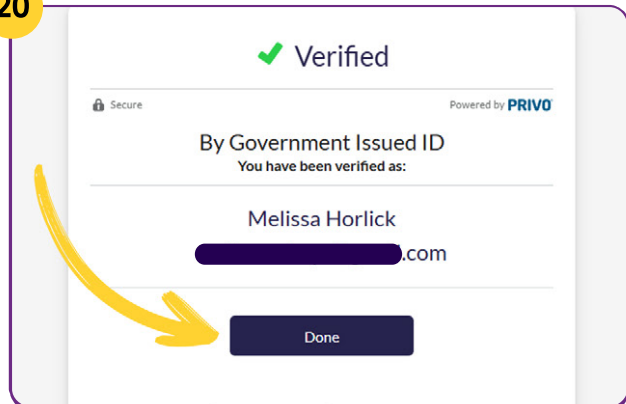 20
Verified
Secure
Powered by PRIVO
By Government Issued ID
You have been verified as:
Melissa Horlick
.com
Done